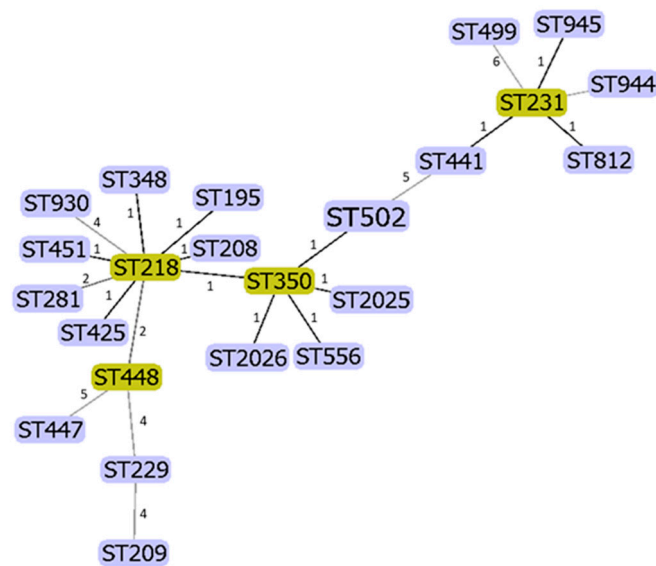 ST499
ST945
6
1
ST944
ST231
1
1
ST441
ST812
5
ST348
ST930
ST195
4
1
1
ST502
ST451
1
1
ST208
1
ST218
ST350
2
1
1
ST281
1
ST2025
ST425
2
1
1
ST2026
ST556
ST448
5
4
ST447
ST229
4
ST209